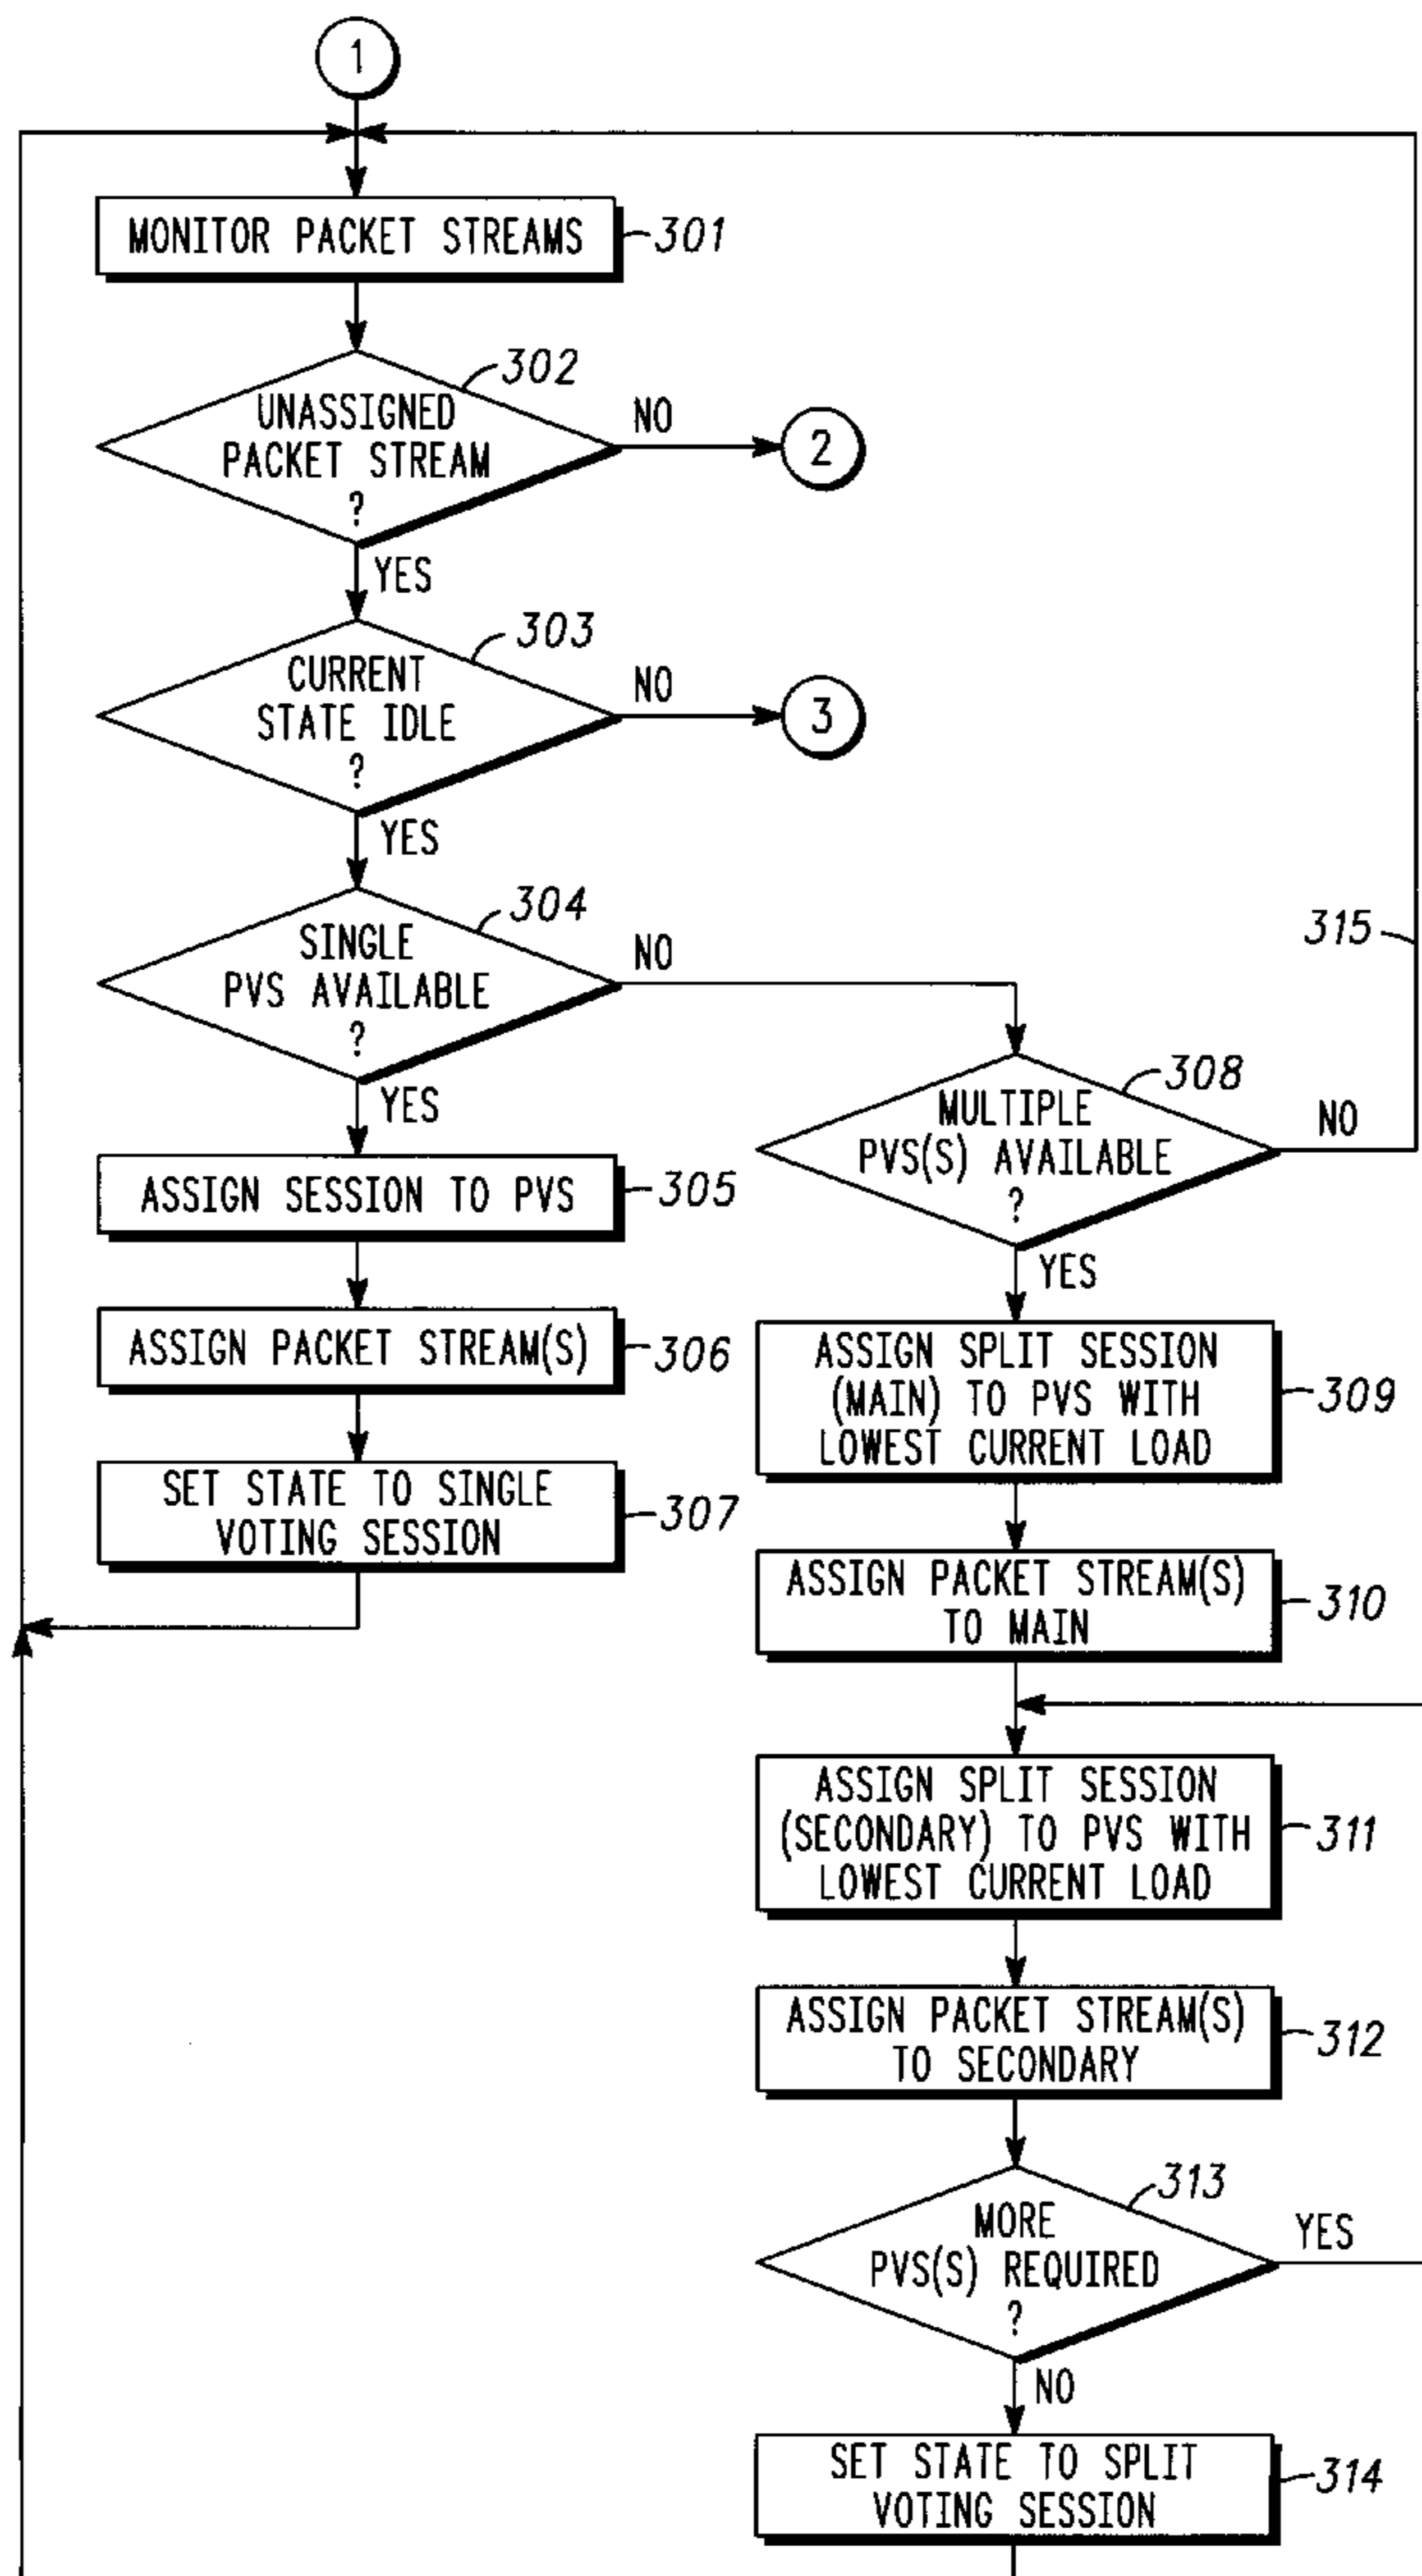 1
MONITOR PACKET STREAMS
301
302
UNASSIGNED
PACKET STREAM
?
NO
2
YES
303
CURRENT
STATE IDLE
?
NO
3
YES
304
SINGLE
PVS AVAILABLE
?
NO
YES
315
308
MULTIPLE
PVS(S) AVAILABLE
?
NO
YES
ASSIGN SESSION TO PVS
305
ASSIGN PACKET STREAM(S)
306
SET STATE TO SINGLE
VOTING SESSION
307
ASSIGN SPLIT SESSION
(MAIN) TO PVS WITH
LOWEST CURRENT LOAD
309
ASSIGN PACKET STREAM(S)
TO MAIN
310
ASSIGN SPLIT SESSION
(SECONDARY) TO PVS WITH
LOWEST CURRENT LOAD
311
ASSIGN PACKET STREAM(S)
TO SECONDARY
312
313
MORE
PVS(S) REQUIRED
?
YES
NO
SET STATE TO SPLIT
VOTING SESSION
314